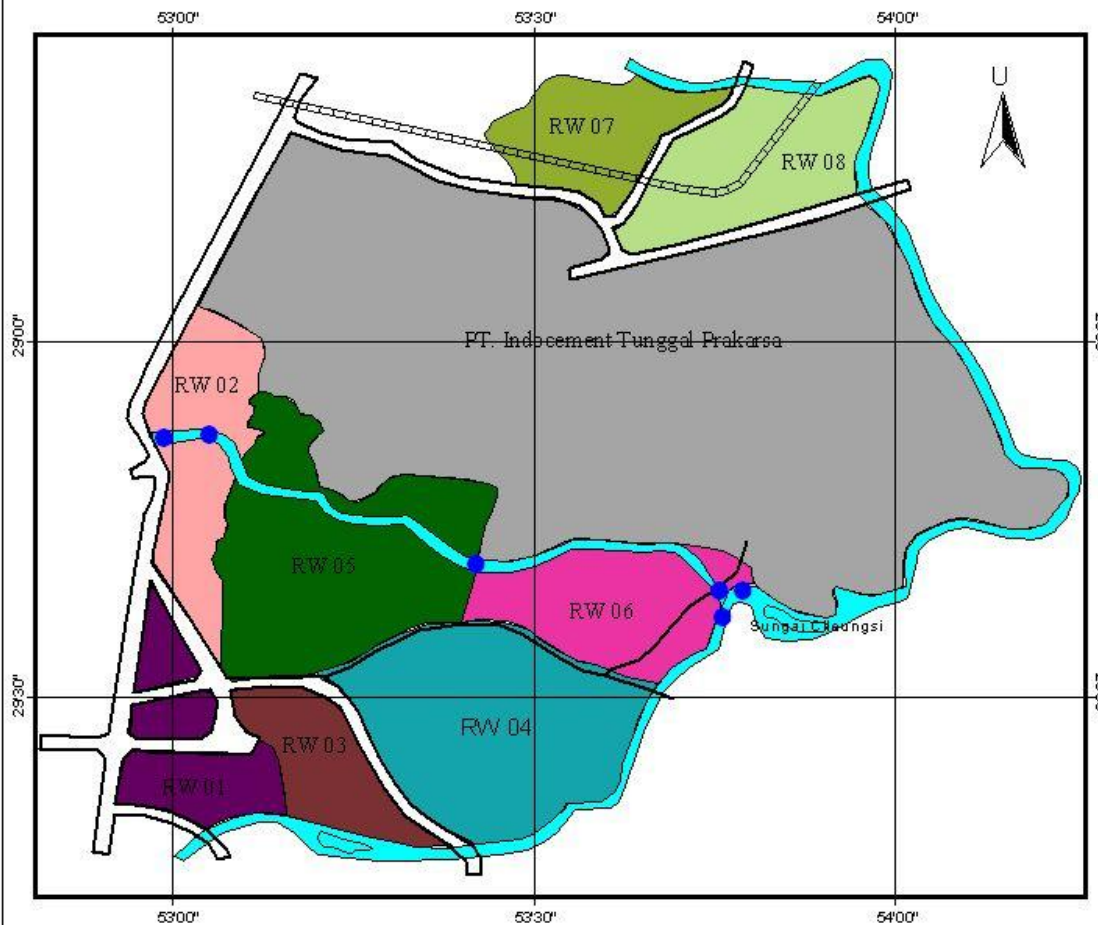 53'00" 53'30" 54'00"
U
RW 07
RW 08
29'00"
PT. Indocement Tunggal Prakarsa
RW 02
RW 05
RW 06
Sungai Cileungsi
29'30"
RW 04
RW 03
RW 01
53'00" 53'30" 54'00"